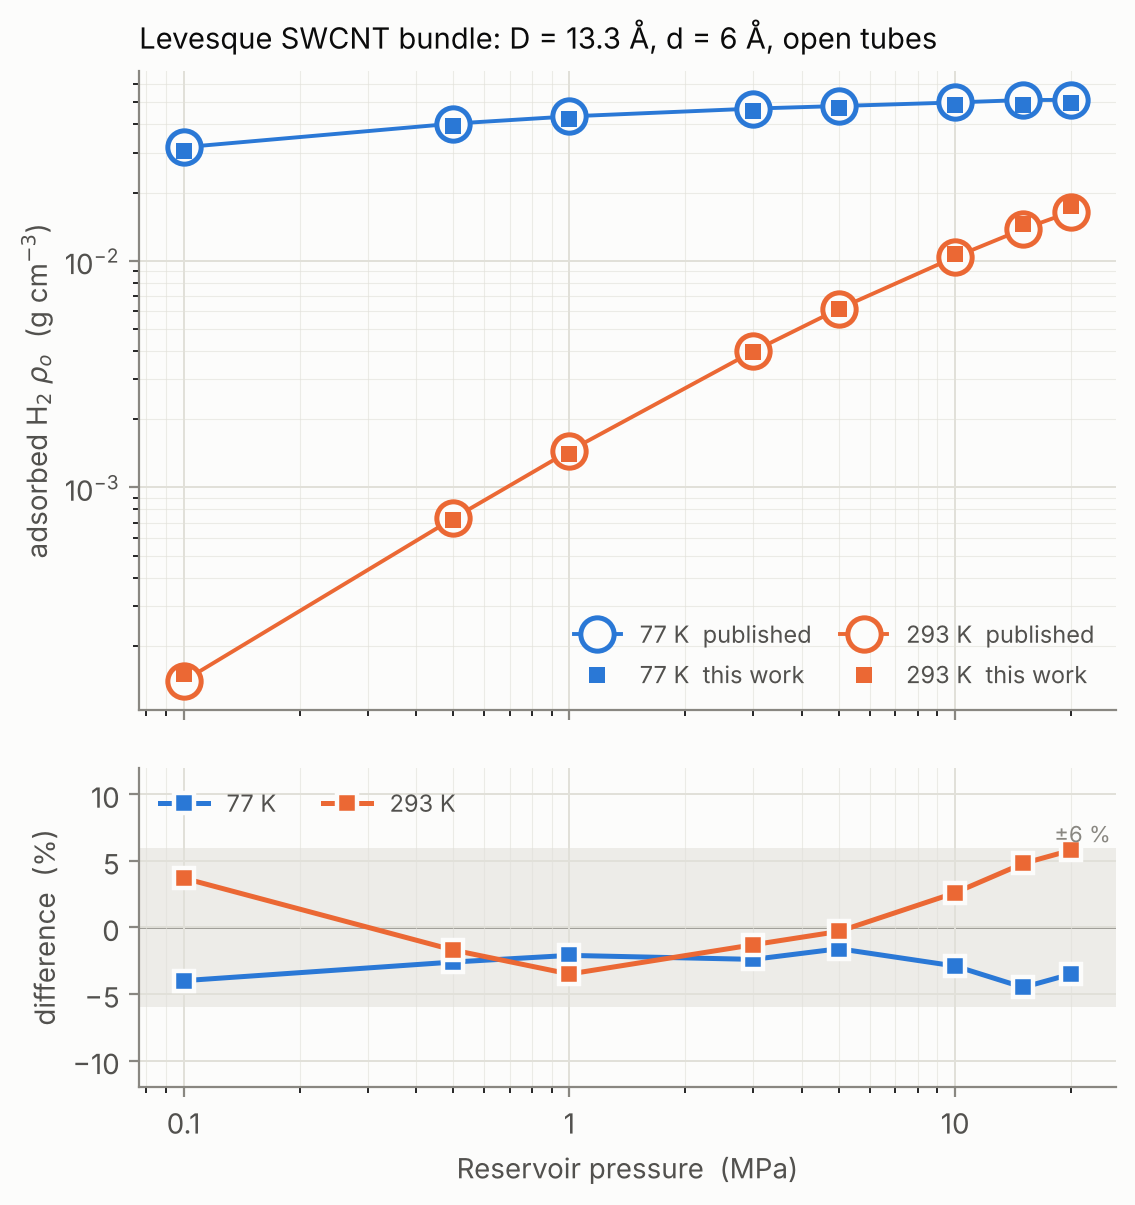 Levesque SWCNT bundle: D = 13.3 Å, d = 6 Å, open tubes
adsorbed H₂ ρₒ (g cm⁻³)
10⁻²
10⁻³
77 K published
293 K published
77 K this work
293 K this work
difference (%)
10
5
0
−5
−10
77 K
293 K
±6 %
0.1
1
10
Reservoir pressure (MPa)